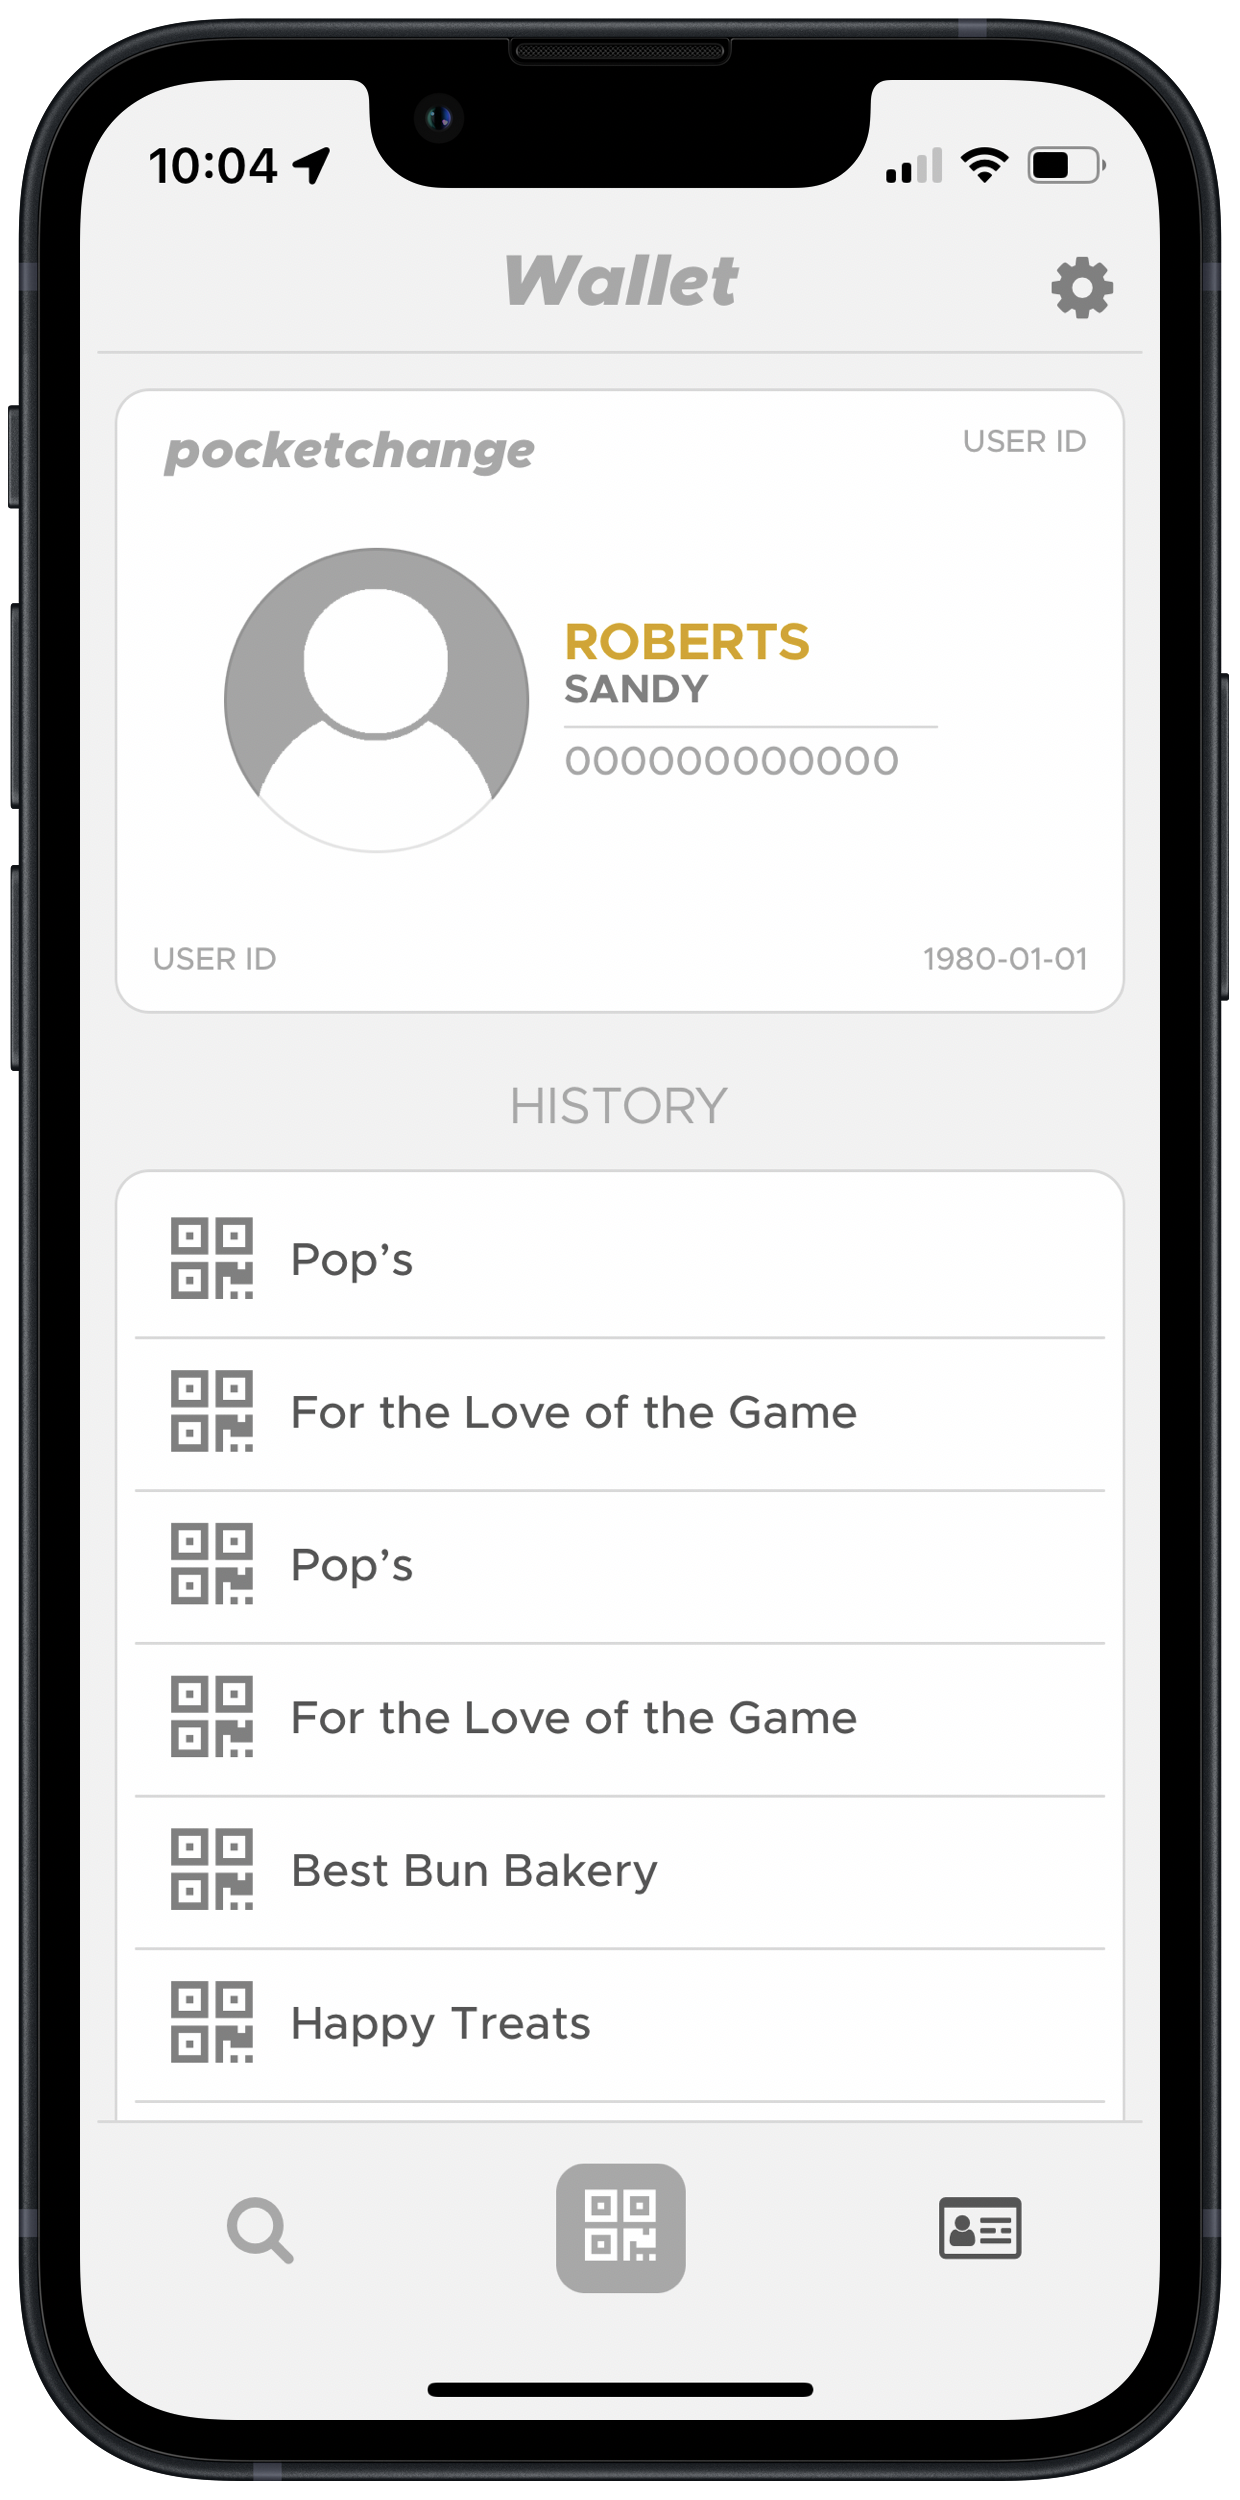 10:04
Wallet
pocketchange
USER ID
ROBERTS
SANDY
000000000000
USER ID
1980-01-01
HISTORY
Pop’s
For the Love of the Game
Pop’s
For the Love of the Game
Best Bun Bakery
Happy Treats